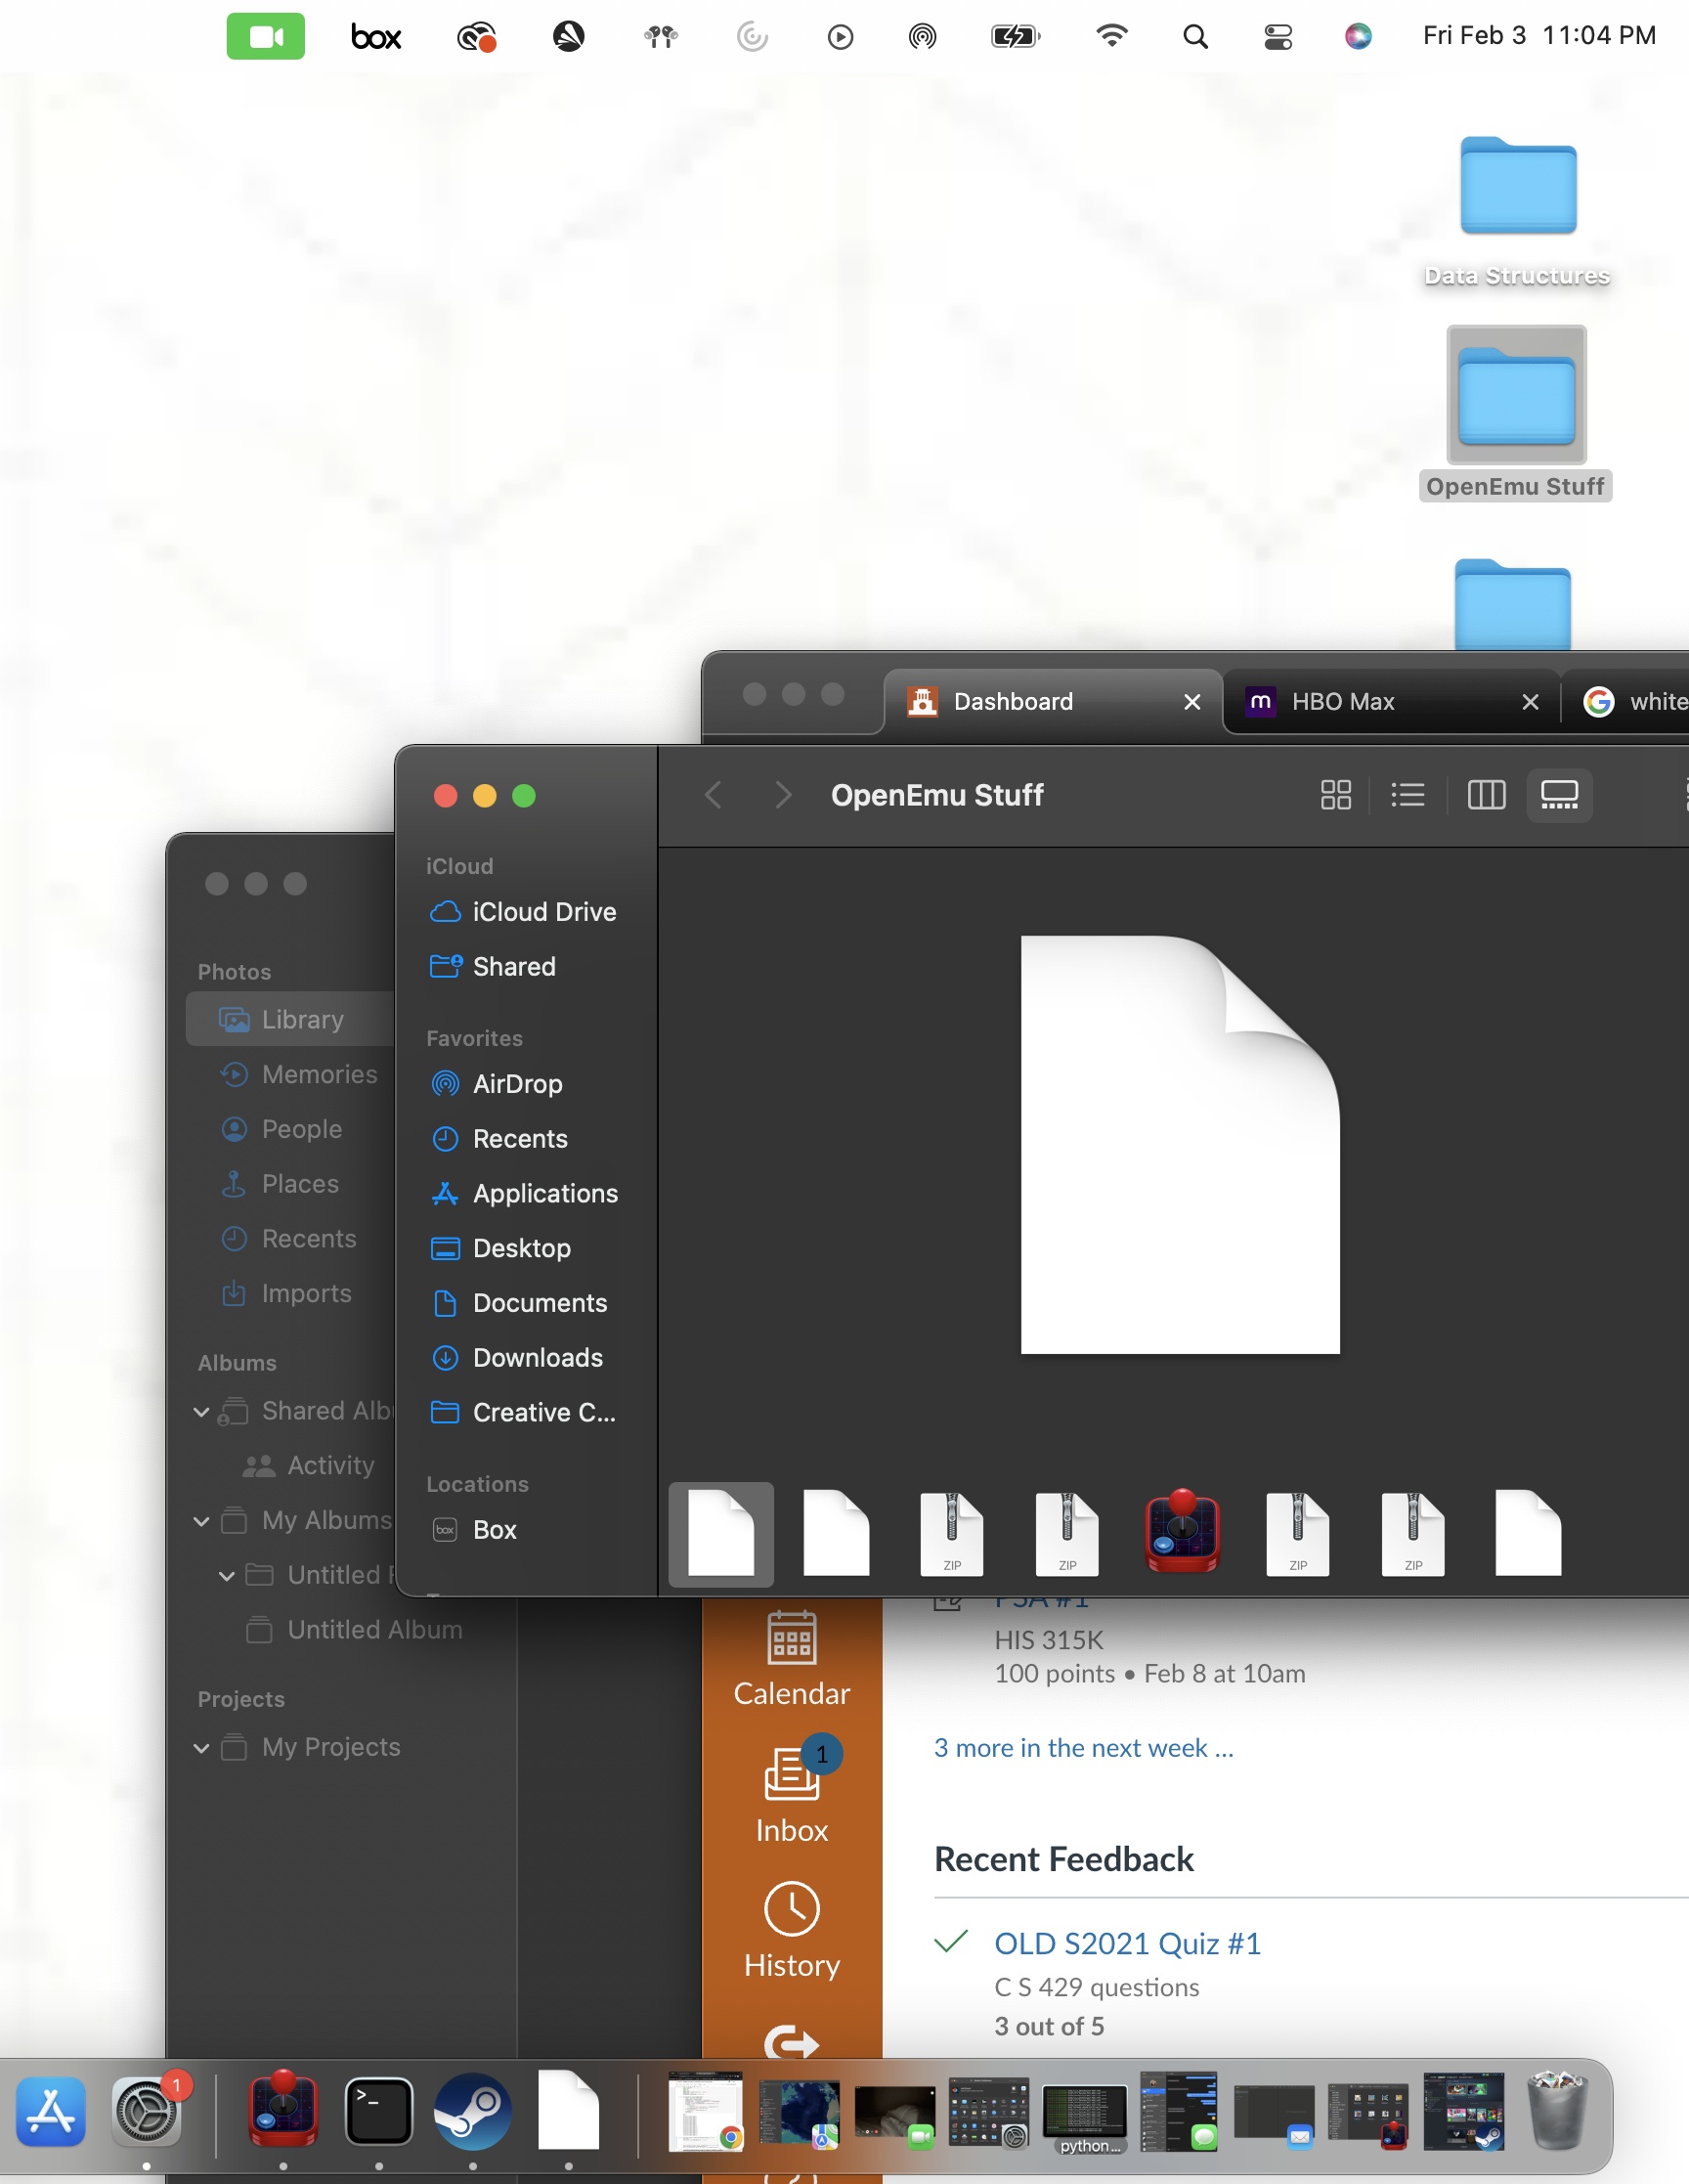 box
Fri Feb 3 11:04 PM
Data Structures
OpenEmu Stuff
Dashboard
HBO Max
white
OpenEmu Stuff
iCloud
iCloud Drive
Shared
Favorites
AirDrop
Recents
Applications
Desktop
Documents
Downloads
Creative C...
Locations
box
Box
Photos
Library
Memories
People
Places
Recents
Imports
Albums
Shared Alb
Activity
My Albums
Untitled F
Untitled Album
Projects
My Projects
ZIP
ZIP
ZIP
ZIP
PSA #1
HIS 315K
100 points • Feb 8 at 10am
3 more in the next week ...
Calendar
1
Inbox
History
Recent Feedback
OLD S2021 Quiz #1
C S 429 questions
3 out of 5
1
>_
python...